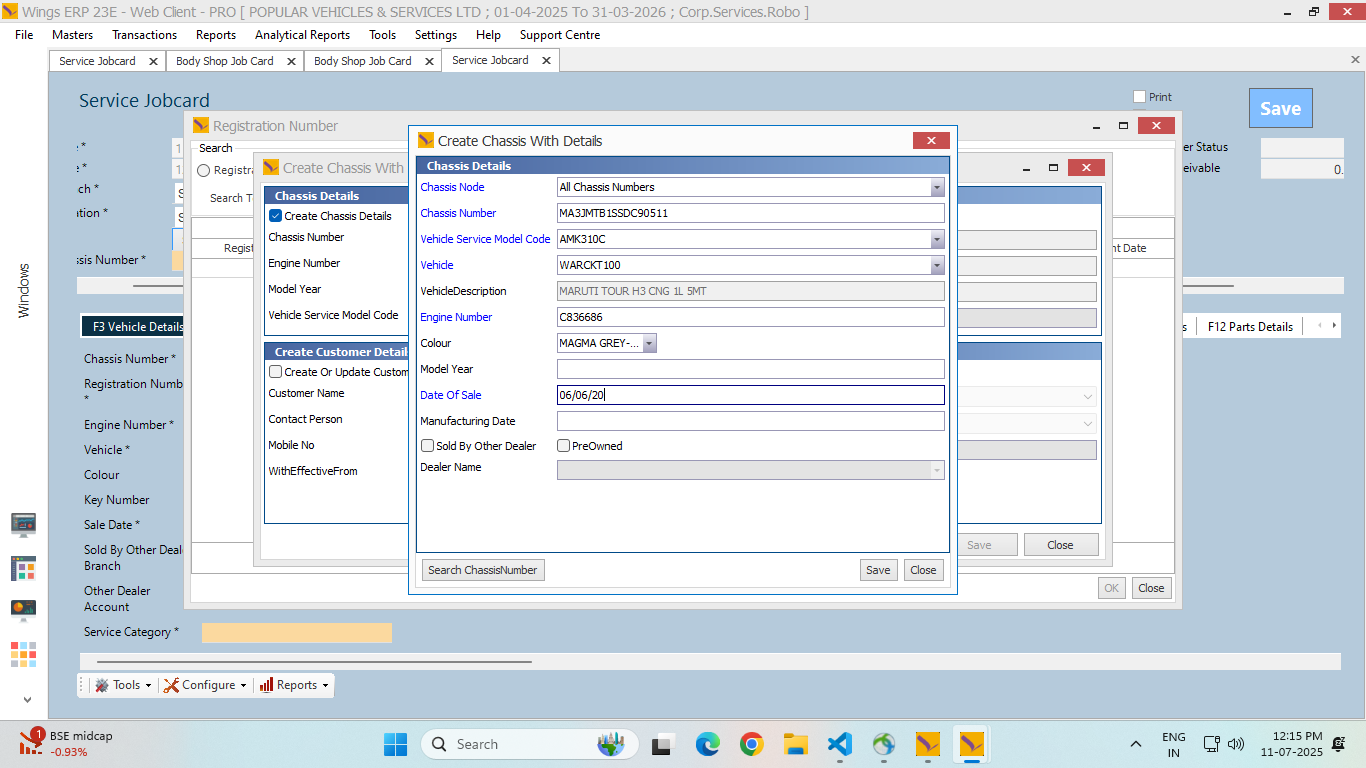 Wings ERP 23E - Web Client - PRO [ POPULAR VEHICLES & SERVICES LTD ; 01-04-2025 To 31-03-2026 ; Corp.Services.Robo ]
File Masters Transactions Reports Analytical Reports Tools Settings Help Support Centre
Service Jobcard Body Shop Job Card Body Shop Job Card Service Jobcard
Service Jobcard
Print
Save
Registration Number
Search
Registra
Search T
Regist
nt Date
er Status
eivable
0.
ch *
ation *
ssis Number *
Windows
Create Chassis With
Chassis Details
Create Chassis Details
Chassis Number
Engine Number
Model Year
Vehicle Service Model Code
Create Customer Detail
Create Or Update Custom
Customer Name
Contact Person
Mobile No
WithEffectiveFrom
Save Close
OK Close
Create Chassis With Details
Chassis Details
Chassis Node All Chassis Numbers
Chassis Number MA3JMTB1SSDC90511
Vehicle Service Model Code AMK310C
Vehicle WARCKT100
VehicleDescription MARUTI TOUR H3 CNG 1L 5MT
Engine Number C836686
Colour MAGMA GREY-...
Model Year
Date Of Sale 06/06/20
Manufacturing Date
Sold By Other Dealer PreOwned
Dealer Name
Search ChassisNumber Save Close
F3 Vehicle Details
s F12 Parts Details
Chassis Number *
Registration Numb
*
Engine Number *
Vehicle *
Colour
Key Number
Sale Date *
Sold By Other Deal
Branch
Other Dealer
Account
Service Category *
Tools Configure Reports
1
BSE midcap
-0.93%
Search
ENG
IN
12:15 PM
11-07-2025